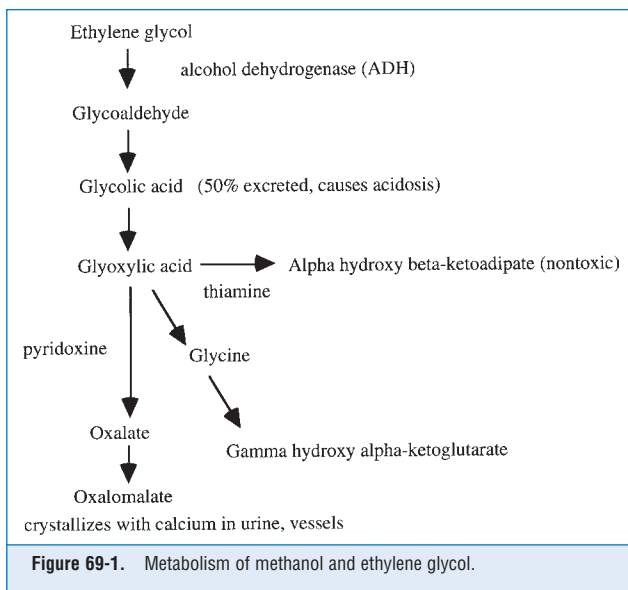 Ethylene glycol
alcohol dehydrogenase (ADH)
Glycoaldehyde
Glycolic acid (50% excreted, causes acidosis)
Glyoxylic acid
Alpha hydroxy beta-ketoadipate (nontoxic)
thiamine
pyridoxine
Glycine
Oxalate
Gamma hydroxy alpha-ketoglutarate
Oxalomalate
crystallizes with calcium in urine, vessels
Figure 69-1. Metabolism of methanol and ethylene glycol.